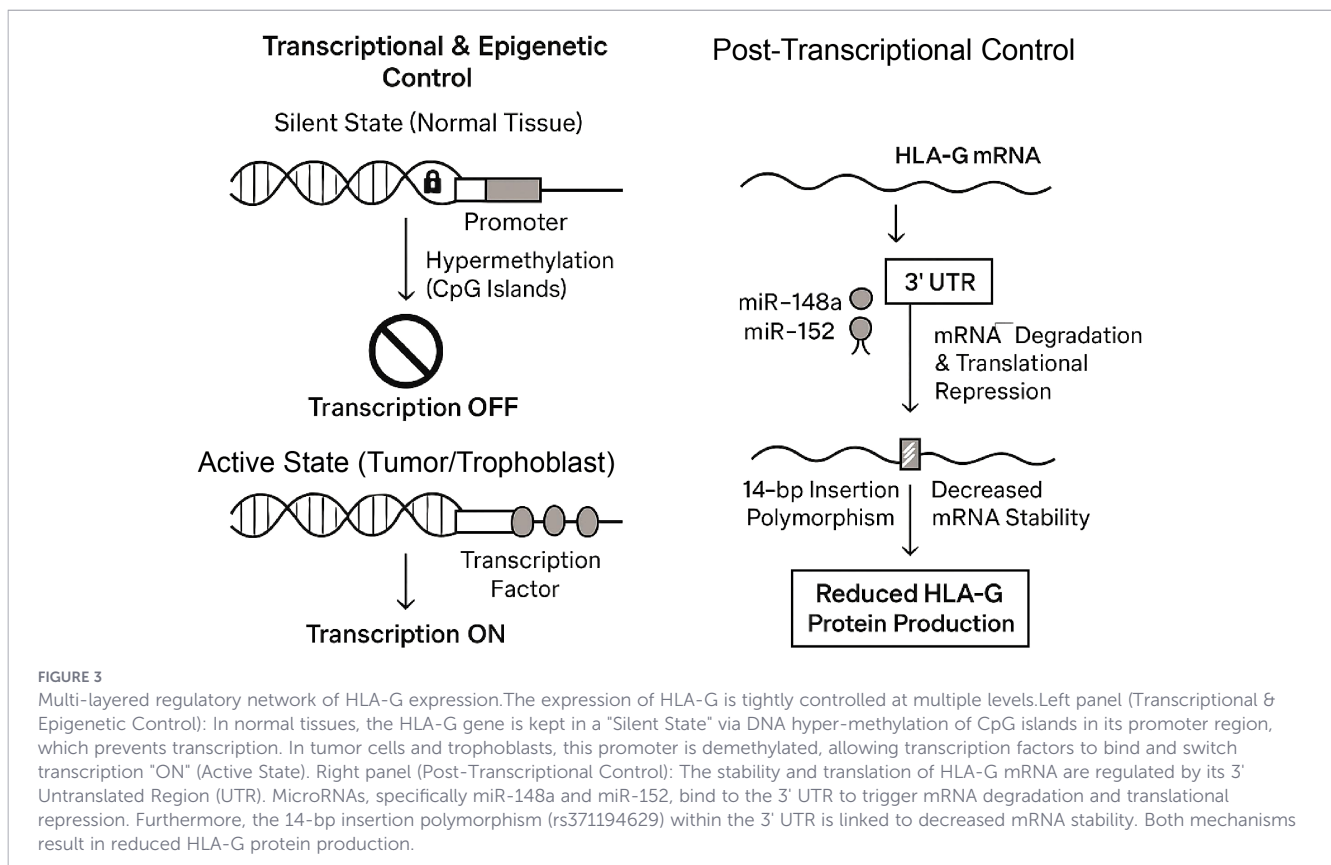 Transcriptional & Epigenetic
Control
Silent State (Normal Tissue)
Promoter
Hypermethylation
(CpG Islands)
Transcription OFF
Active State (Tumor/Trophoblast)
Transcription
Factor
Transcription ON
Post-Transcriptional Control
HLA-G mRNA
3' UTR
miR-148a
miR-152
mRNA Degradation
& Translational
Repression
14-bp Insertion
Polymorphism
Decreased
mRNA Stability
Reduced HLA-G
Protein Production
FIGURE 3
Multi-layered regulatory network of HLA-G expression.The expression of HLA-G is tightly controlled at multiple levels.Left panel (Transcriptional &
Epigenetic Control): In normal tissues, the HLA-G gene is kept in a "Silent State" via DNA hyper-methylation of CpG islands in its promoter region,
which prevents transcription. In tumor cells and trophoblasts, this promoter is demethylated, allowing transcription factors to bind and switch
transcription "ON" (Active State). Right panel (Post-Transcriptional Control): The stability and translation of HLA-G mRNA are regulated by its 3'
Untranslated Region (UTR). MicroRNAs, specifically miR-148a and miR-152, bind to the 3' UTR to trigger mRNA degradation and translational
repression. Furthermore, the 14-bp insertion polymorphism (rs371194629) within the 3' UTR is linked to decreased mRNA stability. Both mechanisms
result in reduced HLA-G protein production.